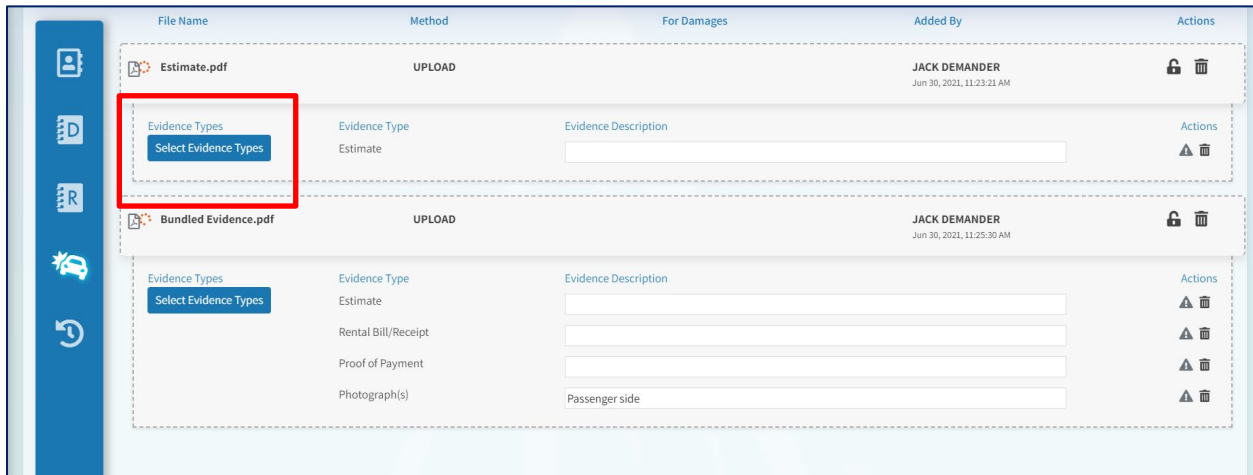 File Name Method For Damages Added By Actions
Estimate.pdf UPLOAD JACK DEMANDER
Jun 30, 2021, 11:23:21 AM
Evidence Types Evidence Type Evidence Description Actions
Select Evidence Types Estimate
Bundled Evidence.pdf UPLOAD JACK DEMANDER
Jun 30, 2021, 11:25:30 AM
Evidence Types Evidence Type Evidence Description Actions
Select Evidence Types Estimate
Rental Bill/Receipt
Proof of Payment
Photograph(s) Passenger side
D
R